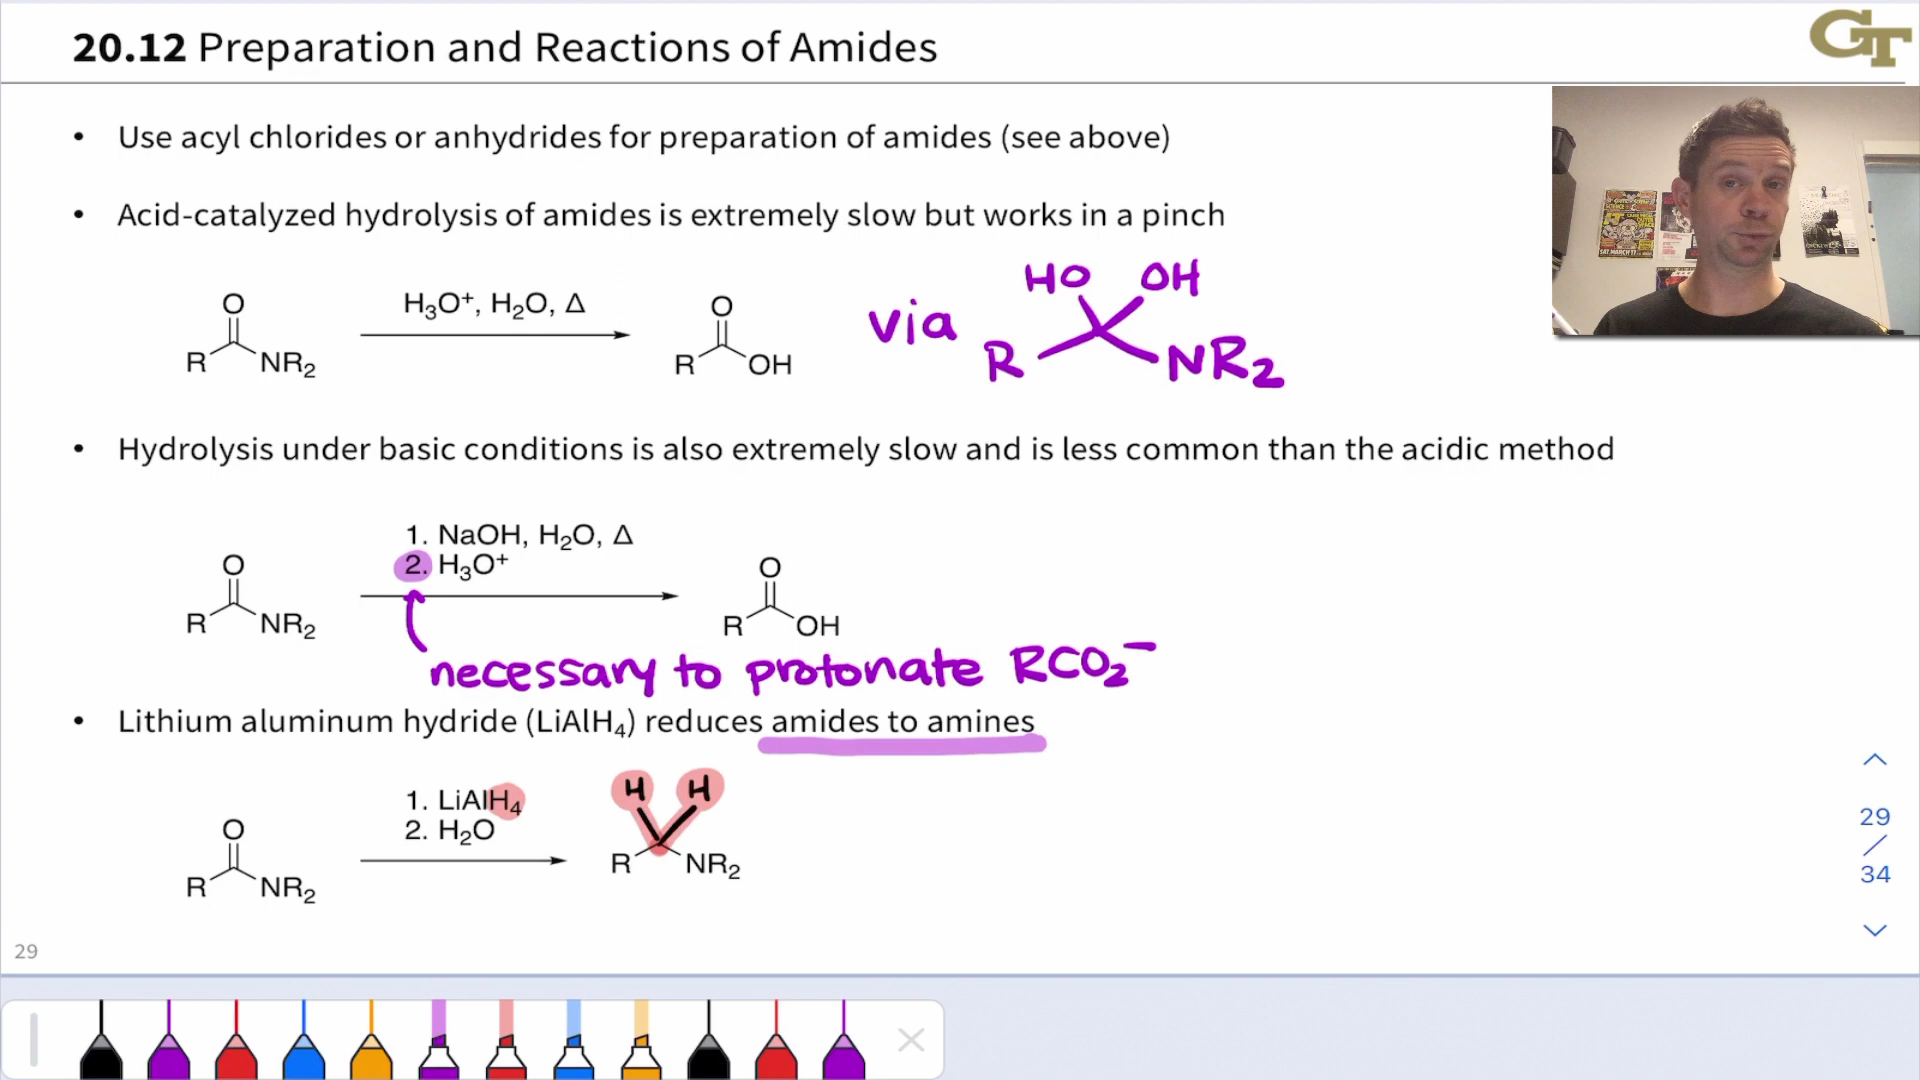 20.12 Preparation and Reactions of Amides
GT
• Use acyl chlorides or anhydrides for preparation of amides (see above)
• Acid-catalyzed hydrolysis of amides is extremely slow but works in a pinch
HO OH
O H₃O⁺, H₂O, Δ O
via
R NR₂ R OH R NR₂
• Hydrolysis under basic conditions is also extremely slow and is less common than the acidic method
1. NaOH, H₂O, Δ
O 2. H₃O⁺ O
R NR₂ R OH
necessary to protonate RCO₂⁻
• Lithium aluminum hydride (LiAlH₄) reduces amides to amines
H H
1. LiAlH₄
O 2. H₂O
R NR₂ R NR₂
29
/
34
29